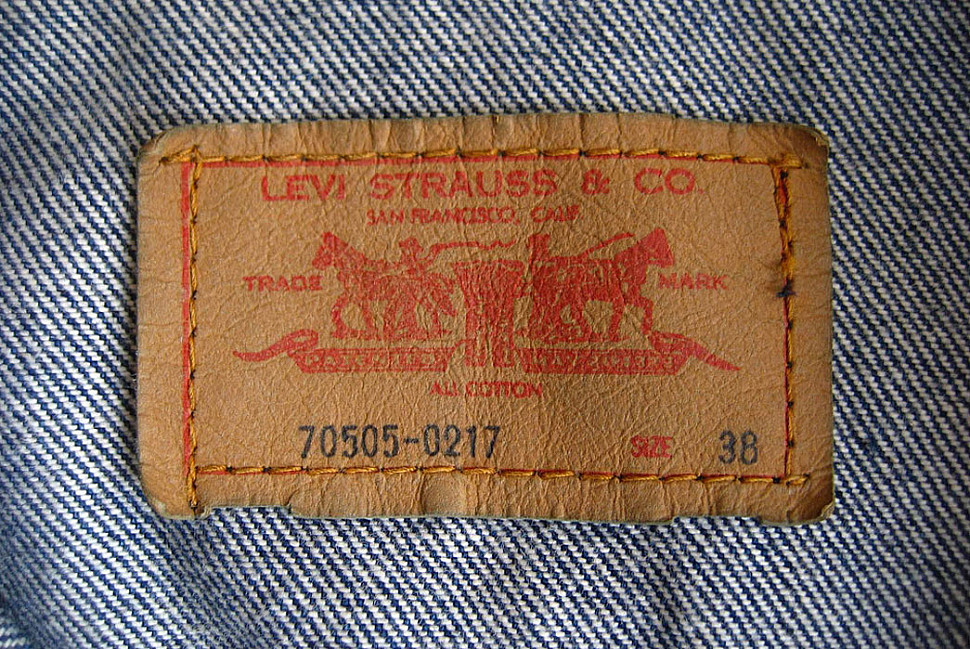 LEVI STRAUSS & CO.
SAN FRANCISCO, CALIF
TRADE MARK
ALL COTTON
70505-0217 SIZE 38